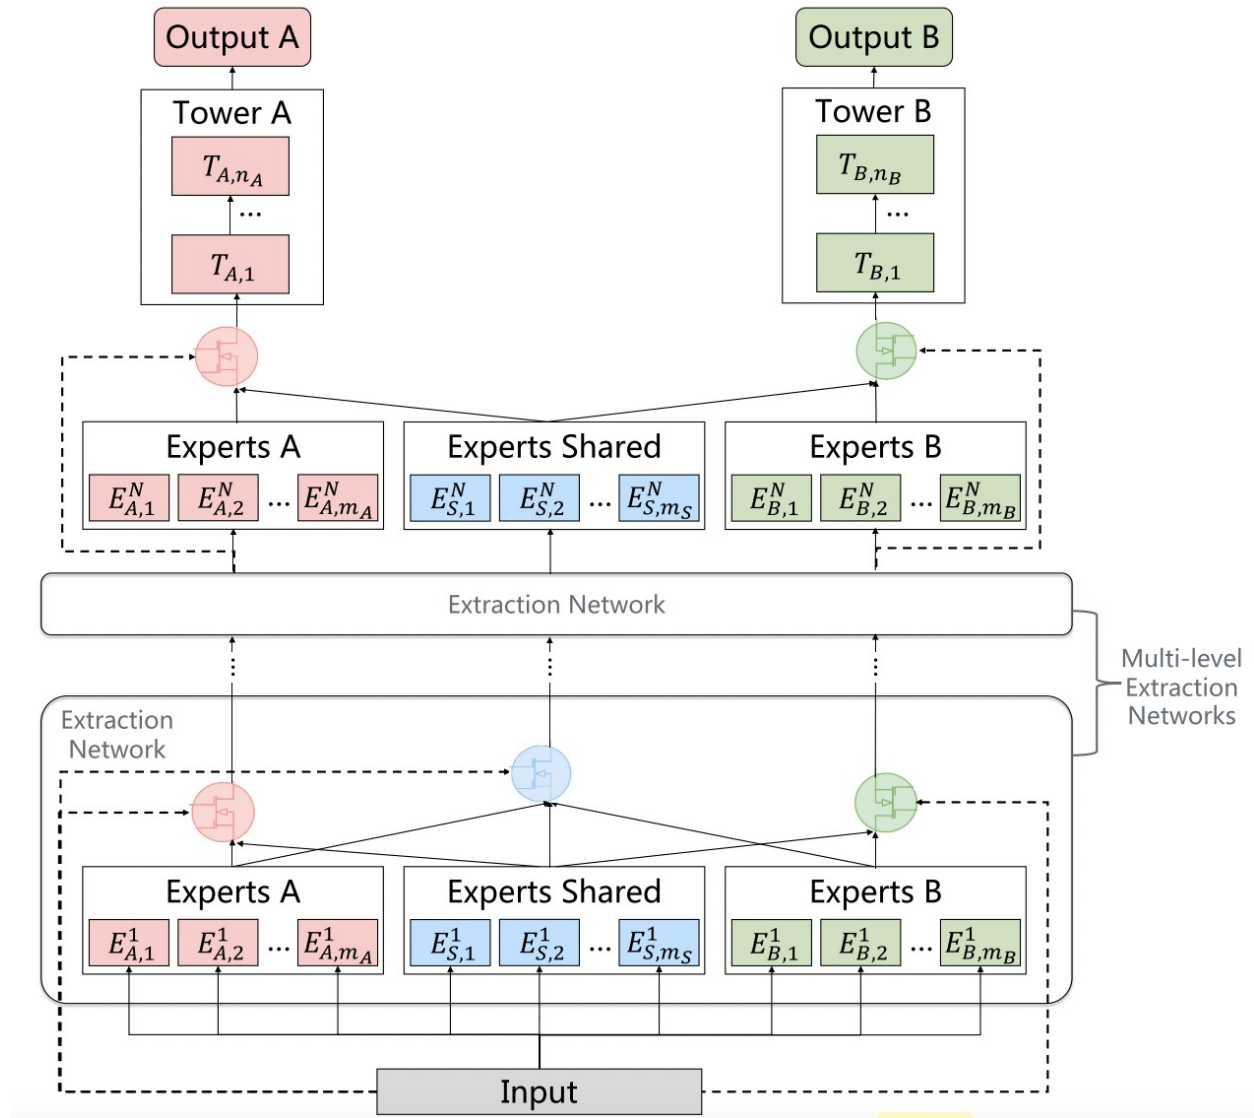 Output A
Output B
Tower A
Tower B
T_{A,n_A}
T_{B,n_B}
...
...
T_{A,1}
T_{B,1}
Experts A
Experts Shared
Experts B
E^N_{A,1} E^N_{A,2} ... E^N_{A,m_A}
E^N_{S,1} E^N_{S,2} ... E^N_{S,m_S}
E^N_{B,1} E^N_{B,2} ... E^N_{B,m_B}
Extraction Network
...
...
...
Multi-level
Extraction
Networks
Extraction
Network
Experts A
Experts Shared
Experts B
E^1_{A,1} E^1_{A,2} ... E^1_{A,m_A}
E^1_{S,1} E^1_{S,2} ... E^1_{S,m_S}
E^1_{B,1} E^1_{B,2} ... E^1_{B,m_B}
Input